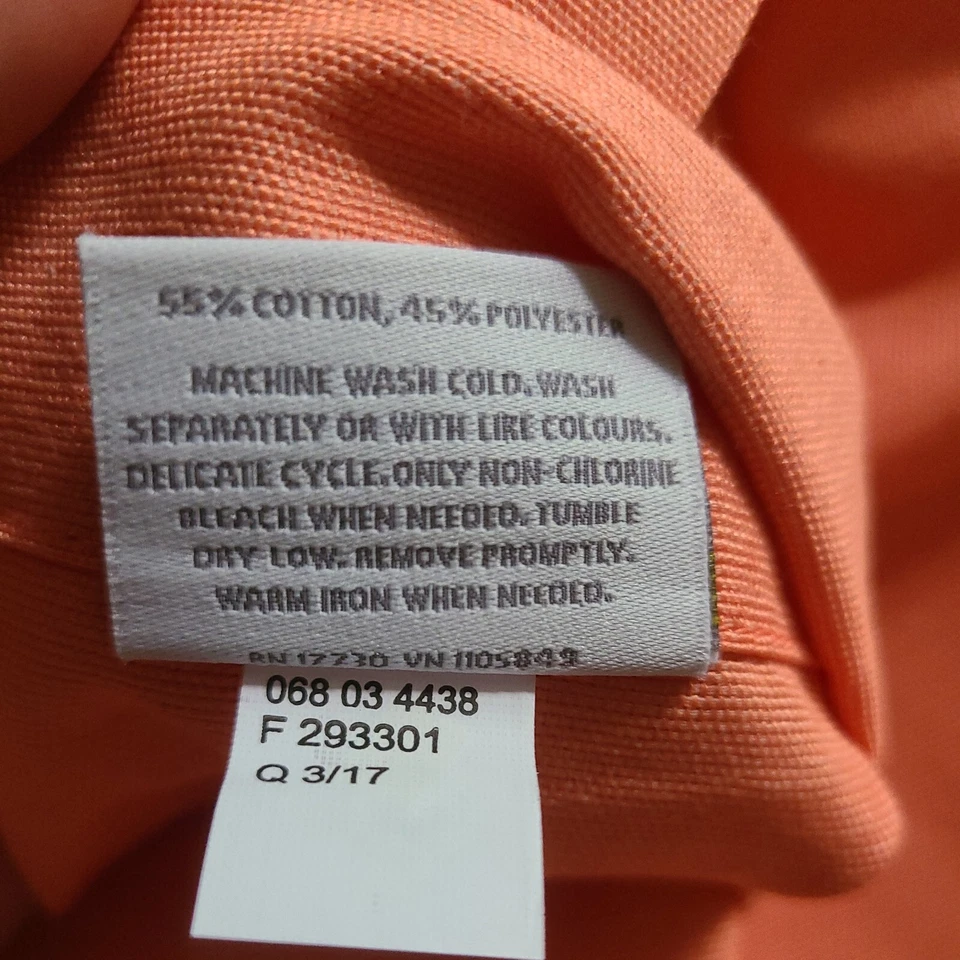 55% COTTON, 45% POLYESTER
MACHINE WASH COLD. WASH
SEPARATELY OR WITH LIKE COLOURS.
DELICATE CYCLE. ONLY NON-CHLORINE
BLEACH WHEN NEEDED. TUMBLE
DRY LOW. REMOVE PROMPTLY.
WARM IRON WHEN NEEDED.
RN 17730 VN 1105849
068 03 4438
F 293301
Q 3/17